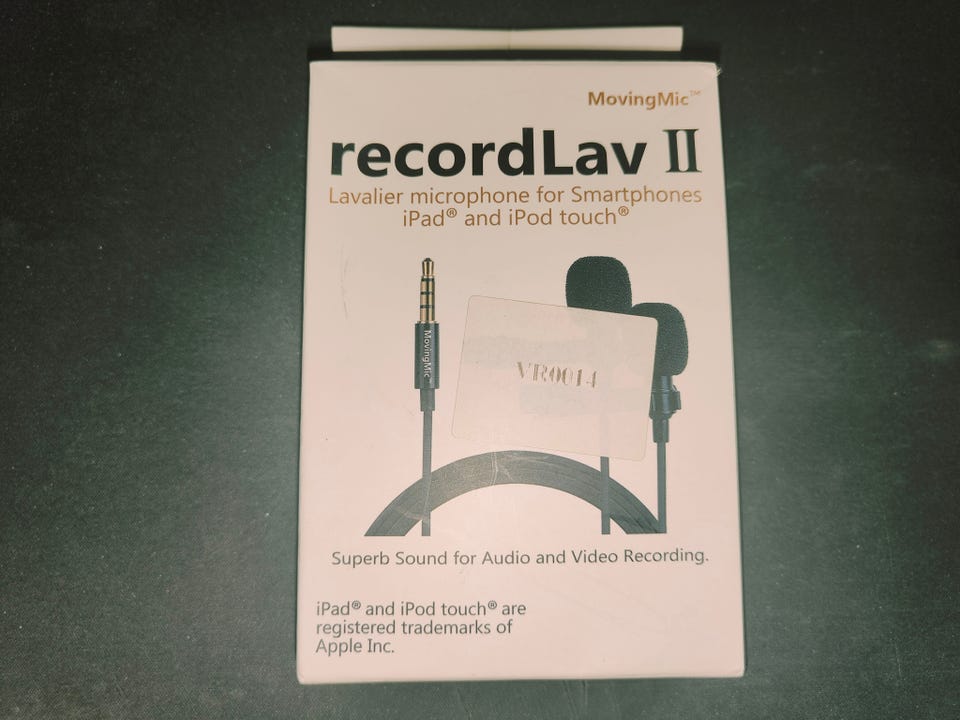 MovingMic™
recordLav II
Lavalier microphone for Smartphones
iPad® and iPod touch®
MovingMic™
VR0014
Superb Sound for Audio and Video Recording.
iPad® and iPod touch® are
registered trademarks of
Apple Inc.